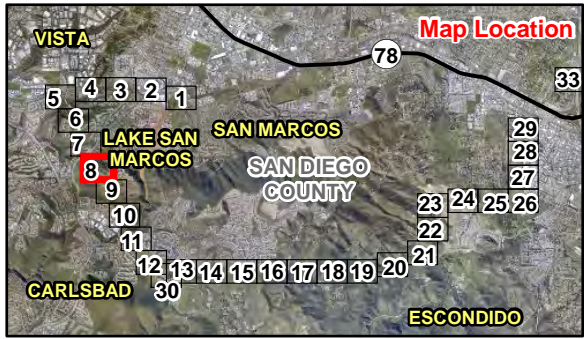 Map Location
VISTA
78
33
5 4 3 2 1
6
29
7 LAKE SAN MARCOS
SAN MARCOS
28
8
SAN DIEGO COUNTY
27
9
23 24 25 26
10
22
11
21
12 13 14 15 16 17 18 19 20
30
CARLSBAD
ESCONDIDO